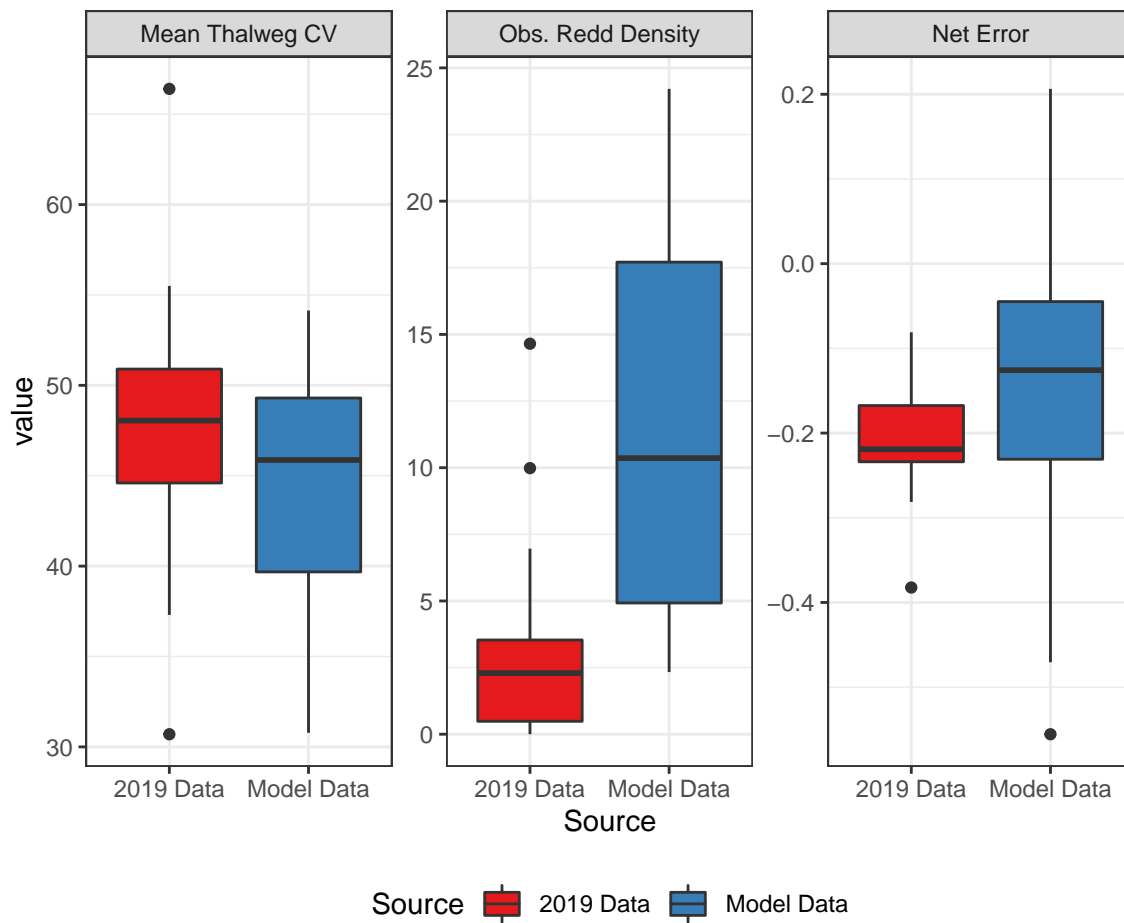 Mean Thalweg CV
Obs. Redd Density
Net Error
value
60
50
40
30
25
20
15
10
5
0
0.2
0.0
−0.2
−0.4
2019 Data Model Data
2019 Data Model Data
2019 Data Model Data
Source
Source 2019 Data Model Data